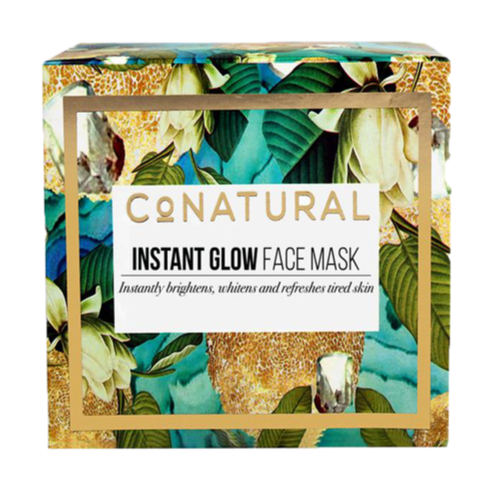 CoNATURAL
INSTANT GLOW FACE MASK
Instantly brightens, whitens and refreshes tired skin